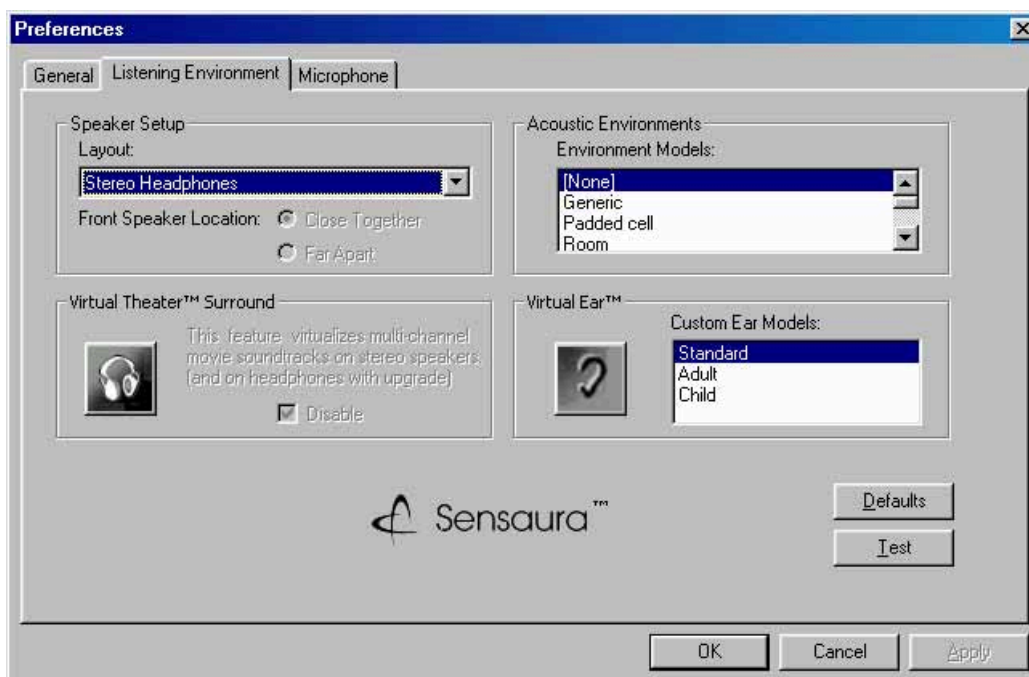 Preferences
General
Listening Environment
Microphone
Speaker Setup
Layout:
Stereo Headphones
Front Speaker Location:
Close Together
Far Apart
Acoustic Environments
Environment Models:
[None]
Generic
Padded cell
Room
Virtual Theater™ Surround
This feature virtualizes multi-channel
movie soundtracks on stereo speakers
(and on headphones with upgrade)
Disable
Virtual Ear™
Custom Ear Models:
Standard
Adult
Child
Sensaura™
Defaults
Test
OK
Cancel
Apply